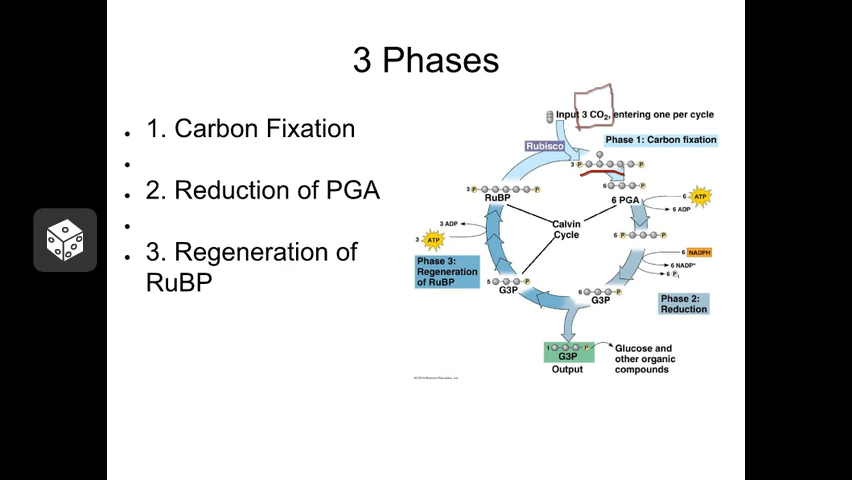 3 Phases
• 1. Carbon Fixation
•
• 2. Reduction of PGA
•
• 3. Regeneration of
RuBP
Input 3 CO2, entering one per cycle
Phase 1: Carbon fixation
Rubisco
3 P P
3 P P
RuBP
6 P
6 PGA
6 ATP
6 ADP
Calvin
Cycle
3 ADP
3 ATP
6 P P
6 NADPH
6 NADP+
6 Pi
Phase 3:
Regeneration
of RuBP
5 P
G3P
6 P
G3P
Phase 2:
Reduction
1 P
G3P
Output
Glucose and
other organic
compounds